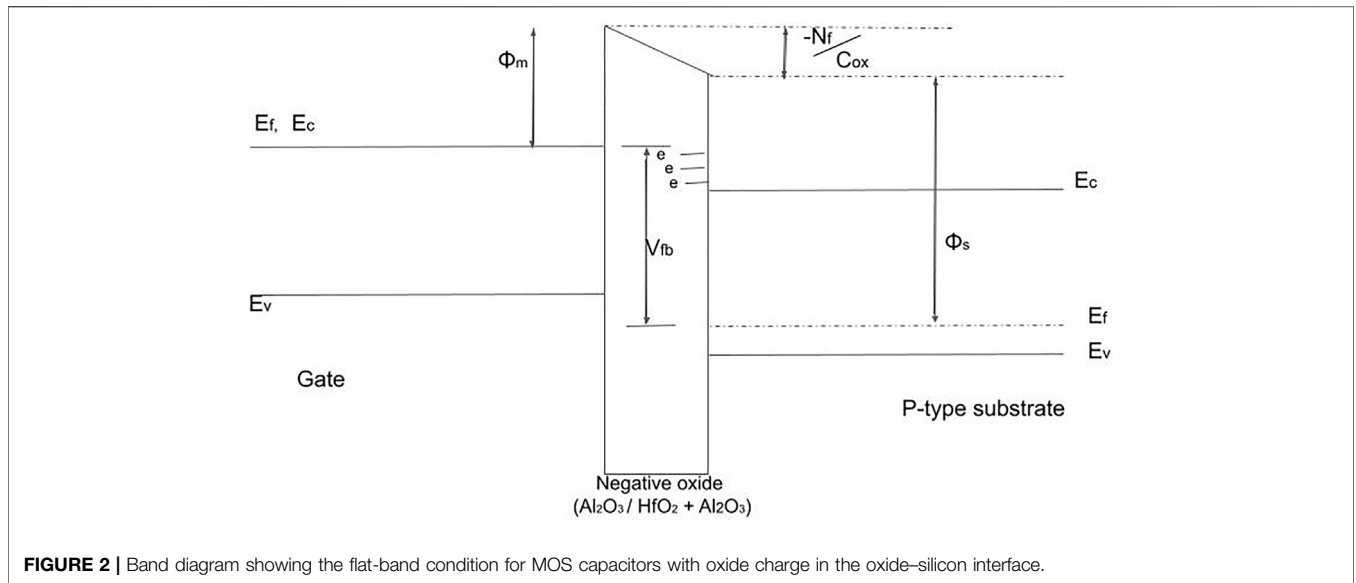 -Nf/Cox
Φm
Ef, Ec
e
e
e
Ec
Vfb
Φs
Ev
Ef
Ev
Gate
P-type substrate
Negative oxide
(Al₂O₃ / HfO₂ + Al₂O₃)
FIGURE 2 | Band diagram showing the flat-band condition for MOS capacitors with oxide charge in the oxide–silicon interface.